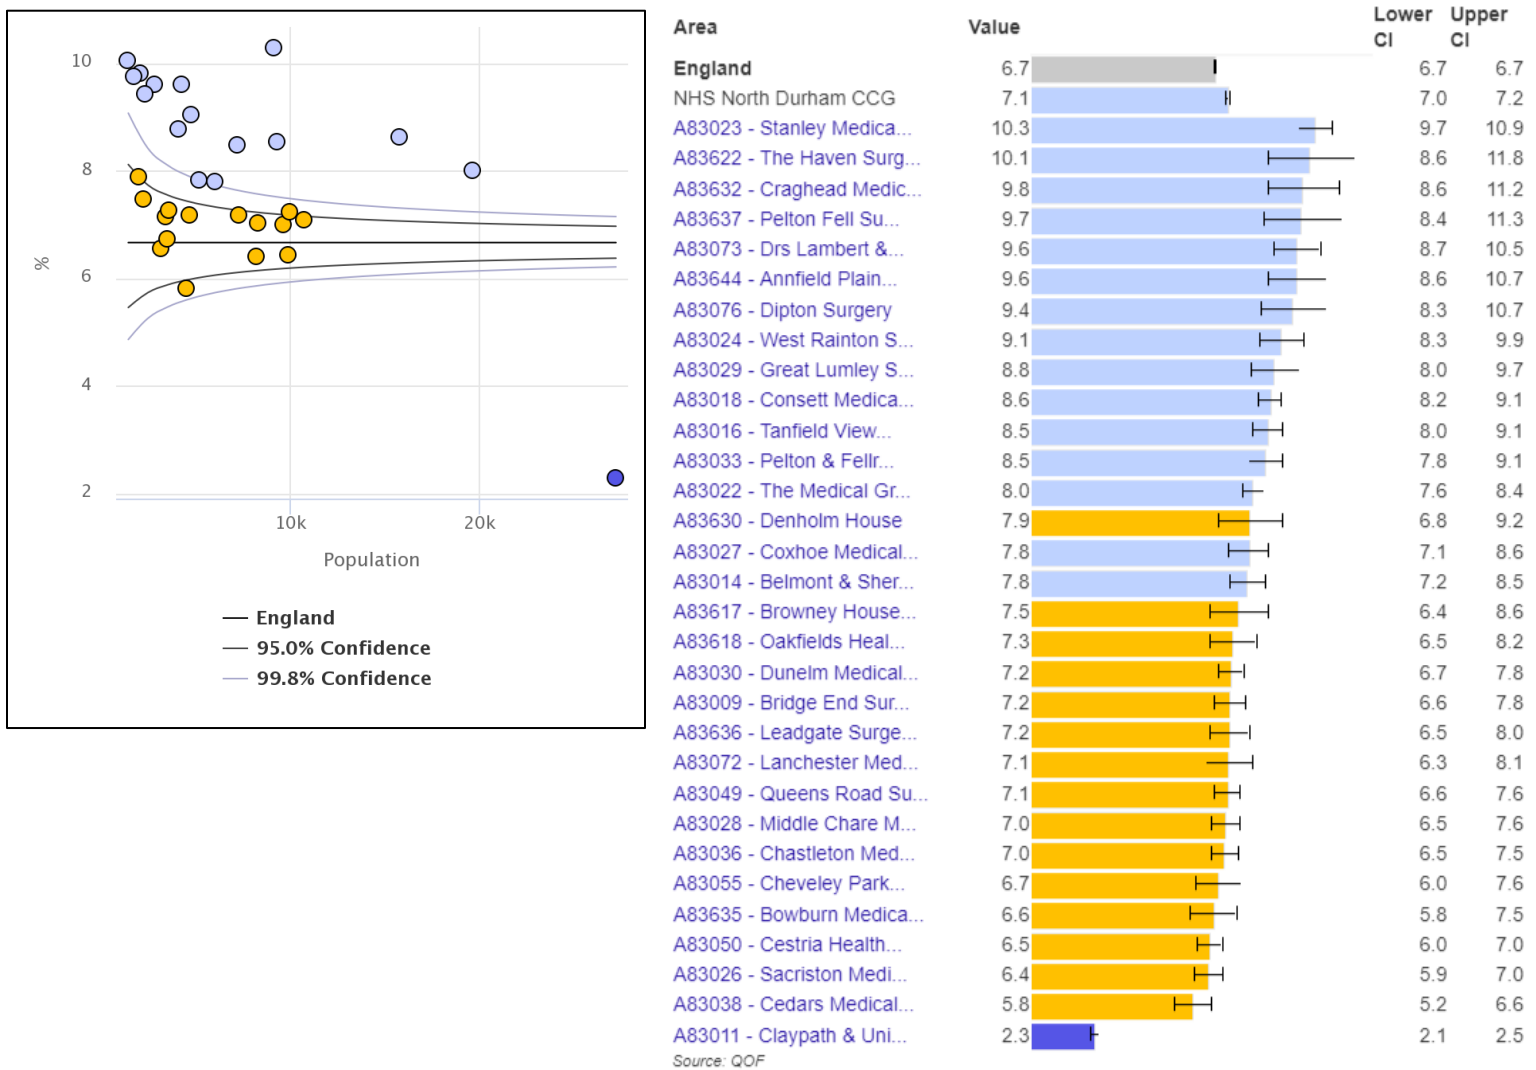 10
8
6
4
2
%
10k 20k
Population
England
95.0% Confidence
99.8% Confidence
Area Value Lower CI Upper CI
England 6.7 6.7 6.7
NHS North Durham CCG 7.1 7.0 7.2
A83023 - Stanley Medica... 10.3 9.7 10.9
A83622 - The Haven Surg... 10.1 8.6 11.8
A83632 - Craghead Medic... 9.8 8.6 11.2
A83637 - Pelton Fell Su... 9.7 8.4 11.3
A83073 - Drs Lambert &... 9.6 8.7 10.5
A83644 - Annfield Plain... 9.6 8.6 10.7
A83076 - Dipton Surgery 9.4 8.3 10.7
A83024 - West Rainton S... 9.1 8.3 9.9
A83029 - Great Lumley S... 8.8 8.0 9.7
A83018 - Consett Medica... 8.6 8.2 9.1
A83016 - Tanfield View... 8.5 8.0 9.1
A83033 - Pelton & Fellr... 8.5 7.8 9.1
A83022 - The Medical Gr... 8.0 7.6 8.4
A83630 - Denholm House 7.9 6.8 9.2
A83027 - Coxhoe Medical... 7.8 7.1 8.6
A83014 - Belmont & Sher... 7.8 7.2 8.5
A83617 - Browney House... 7.5 6.4 8.6
A83618 - Oakfields Heal... 7.3 6.5 8.2
A83030 - Dunelm Medical... 7.2 6.7 7.8
A83009 - Bridge End Sur... 7.2 6.6 7.8
A83636 - Leadgate Surge... 7.2 6.5 8.0
A83072 - Lanchester Med... 7.1 6.3 8.1
A83049 - Queens Road Su... 7.1 6.6 7.6
A83028 - Middle Chare M... 7.0 6.5 7.6
A83036 - Chastleton Med... 7.0 6.5 7.5
A83055 - Cheveley Park... 6.7 6.0 7.6
A83635 - Bowburn Medica... 6.6 5.8 7.5
A83050 - Cestria Health... 6.5 6.0 7.0
A83026 - Sacriston Medi... 6.4 5.9 7.0
A83038 - Cedars Medical... 5.8 5.2 6.6
A83011 - Claypath & Uni... 2.3 2.1 2.5
Source: QOF